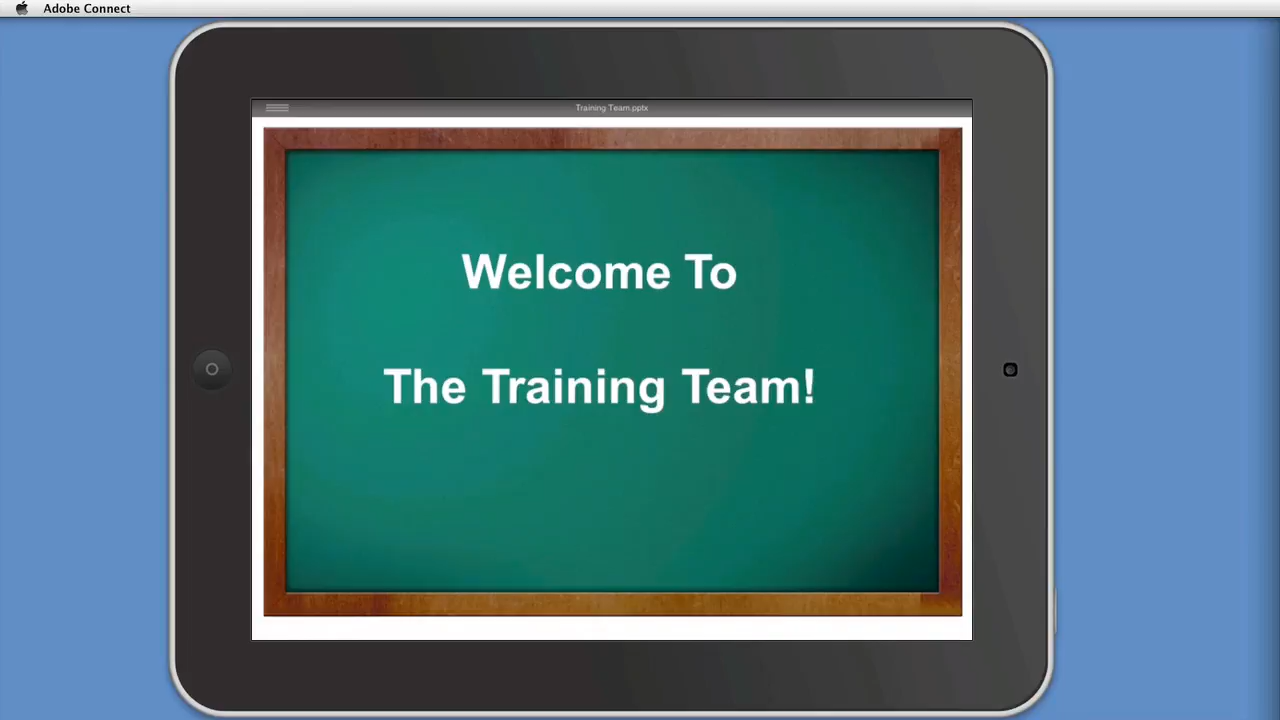 Adobe Connect
Training Team.pptx
Welcome To
The Training Team!